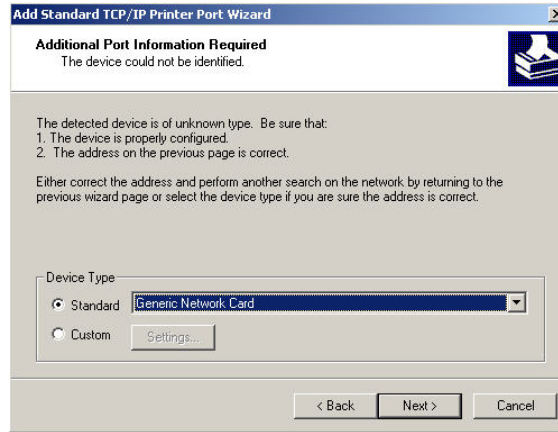 Add Standard TCP/IP Printer Port Wizard
Additional Port Information Required
The device could not be identified.
The detected device is of unknown type.  Be sure that:
1. The device is properly configured.
2.  The address on the previous page is correct.
Either correct the address and perform another search on the network by returning to the
previous wizard page or select the device type if you are sure the address is correct.
Device Type
Standard
Generic Network Card
Custom
Settings...
< Back
Next >
Cancel